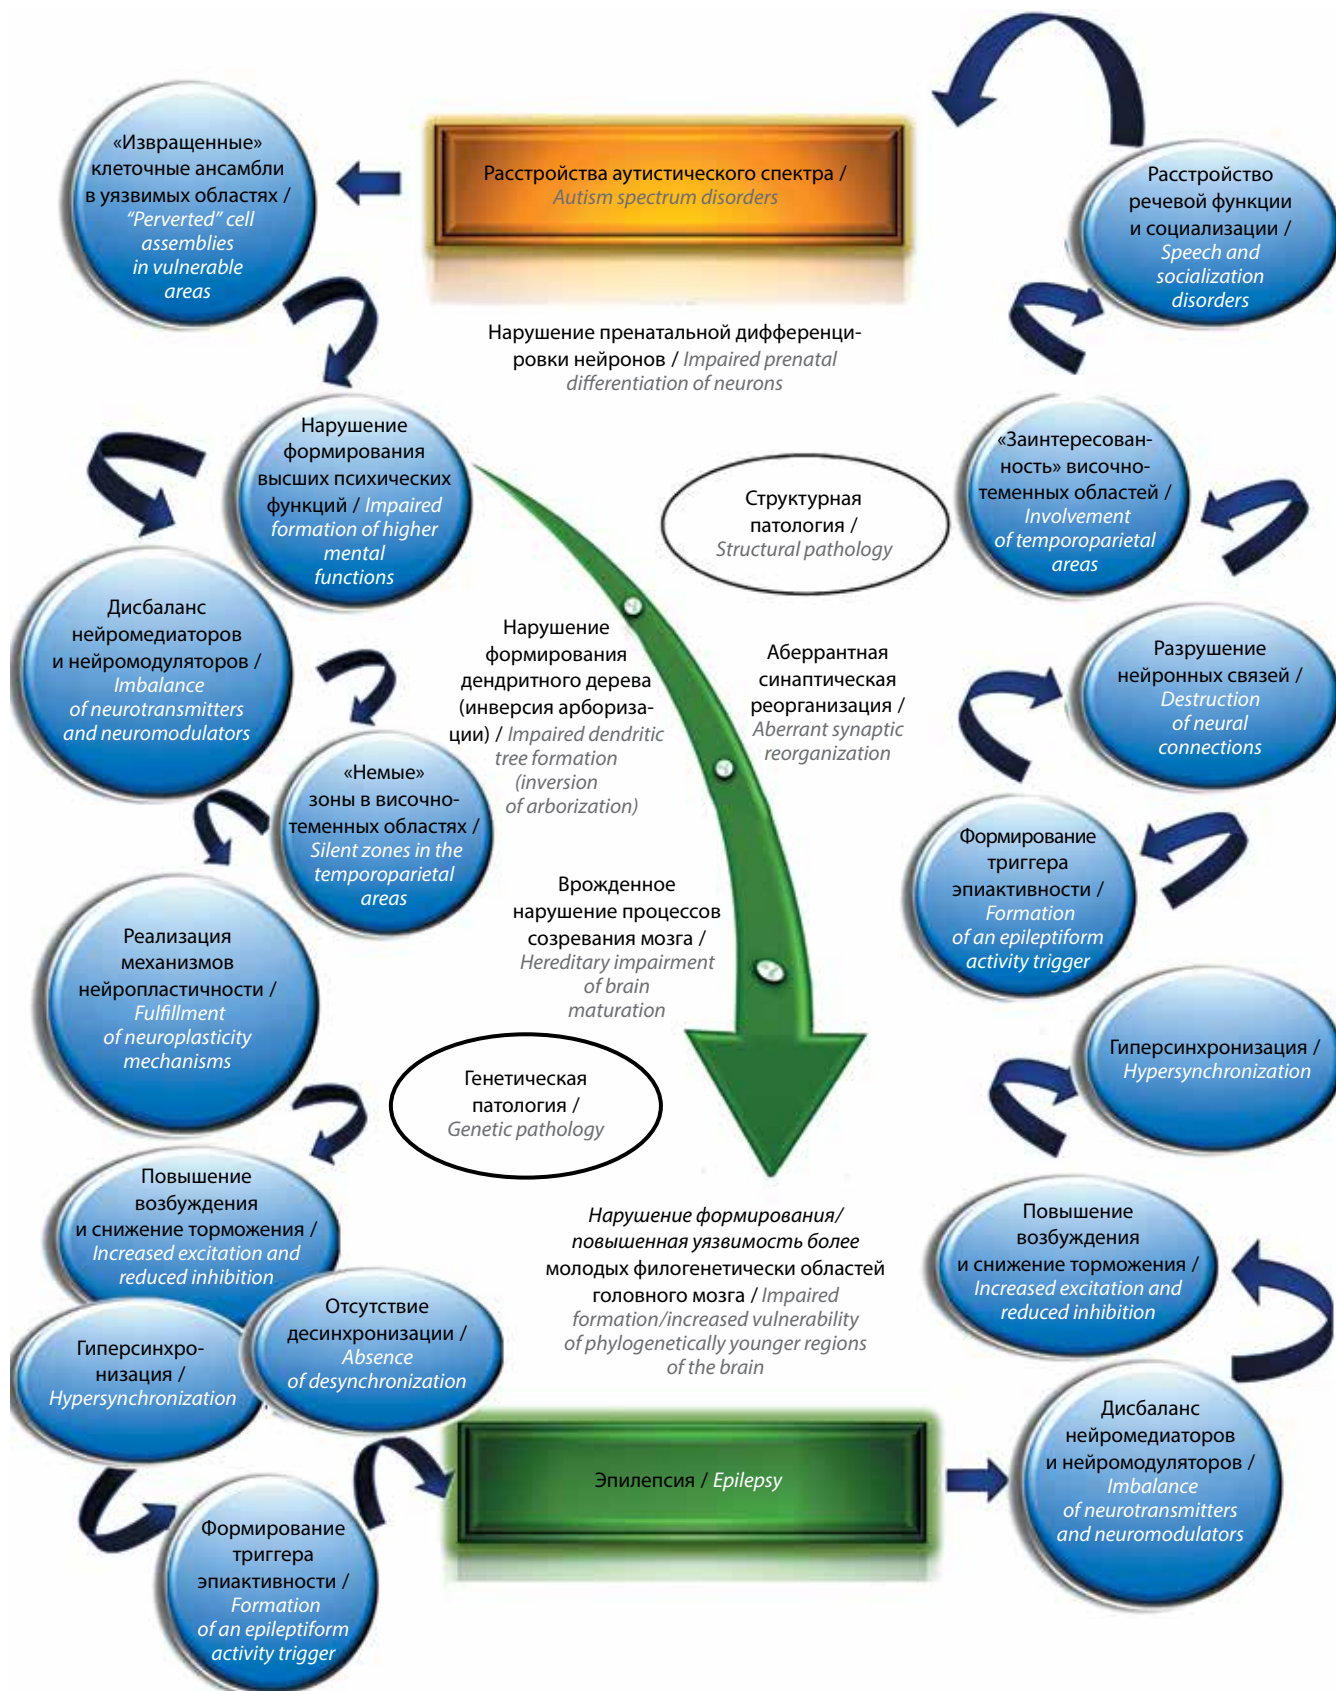 «Извращенные»
клеточные ансамбли
в уязвимых областях /
“Perverted” cell
assemblies
in vulnerable
areas
Расстройства аутистического спектра /
Autism spectrum disorders
Расстройство
речевой функции
и социализации /
Speech and
socialization
disorders
Нарушение пренатальной дифференци-
ровки нейронов / Impaired prenatal
differentiation of neurons
Нарушение
формирования
высших психических
функций / Impaired
formation of higher
mental
functions
Структурная
патология /
Structural pathology
«Заинтересован-
ность» височно-
теменных областей /
Involvement
of temporoparietal
areas
Дисбаланс
нейромедиаторов
и нейромодуляторов /
Imbalance
of neurotransmitters
and neuromodulators
Нарушение
формирования
дендритного дерева
(инверсия арбориза-
ции) / Impaired dendritic
tree formation
(inversion
of arborization)
Аберрантная
синаптическая
реорганизация /
Aberrant synaptic
reorganization
Разрушение
нейронных связей /
Destruction
of neural
connections
«Немые»
зоны в височно-
теменных областях /
Silent zones in the
temporoparietal
areas
Формирование
триггера
эпиактивности /
Formation
of an epileptiform
activity trigger
Врожденное
нарушение процессов
созревания мозга /
Hereditary impairment
of brain
maturation
Реализация
механизмов
нейропластичности /
Fulfillment
of neuroplasticity
mechanisms
Гиперсинхронизация /
Hypersynchronization
Генетическая
патология /
Genetic pathology
Повышение
возбуждения
и снижение торможения /
Increased excitation and
reduced inhibition
Нарушение формирования/
повышенная уязвимость более
молодых филогенетически областей
головного мозга / Impaired
formation/increased vulnerability
of phylogenetically younger regions
of the brain
Повышение
возбуждения
и снижение торможения /
Increased excitation and
reduced inhibition
Отсутствие
десинхронизации /
Absence
of desynchronization
Гиперсинхро-
низация /
Hypersynchronization
Эпилепсия / Epilepsy
Дисбаланс
нейромедиаторов
и нейромодуляторов /
Imbalance
of neurotransmitters
and neuromodulators
Формирование
триггера
эпиактивности /
Formation
of an epileptiform
activity trigger